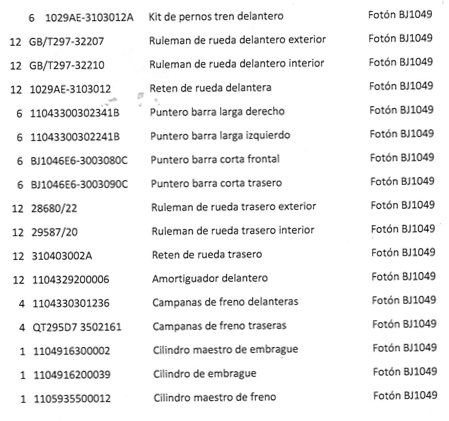 6 1029AE-3103012A Kit de pernos tren delantero Fotón BJ1049
12 GB/T297-32207 Ruleman de rueda delantero exterior Fotón BJ1049
12 GB/T297-32210 Ruleman de rueda delantero interior Fotón BJ1049
12 1029AE-3103012 Reten de rueda delantera Fotón BJ1049
6 11043300302341B Puntero barra larga derecho Fotón BJ1049
6 11043300302241B Puntero barra larga izquierdo Fotón BJ1049
6 BJ1046E6-3003080C Puntero barra corta frontal Fotón BJ1049
6 BJ1046E6-3003090C Puntero barra corta trasero Fotón BJ1049
12 28680/22 Ruleman de rueda trasero exterior Fotón BJ1049
12 29587/20 Ruleman de rueda trasero interior Fotón BJ1049
12 310403002A Reten de rueda trasero Fotón BJ1049
12 1104329200006 Amortiguador delantero Fotón BJ1049
4 1104330301236 Campanas de freno delanteras Fotón BJ1049
4 QT295D7 3502161 Campanas de freno traseras Fotón BJ1049
1 1104916300002 Cilindro maestro de embrague Fotón BJ1049
1 1104916200039 Cilindro de embrague Fotón BJ1049
1 1105935500012 Cilindro maestro de freno Fotón BJ1049